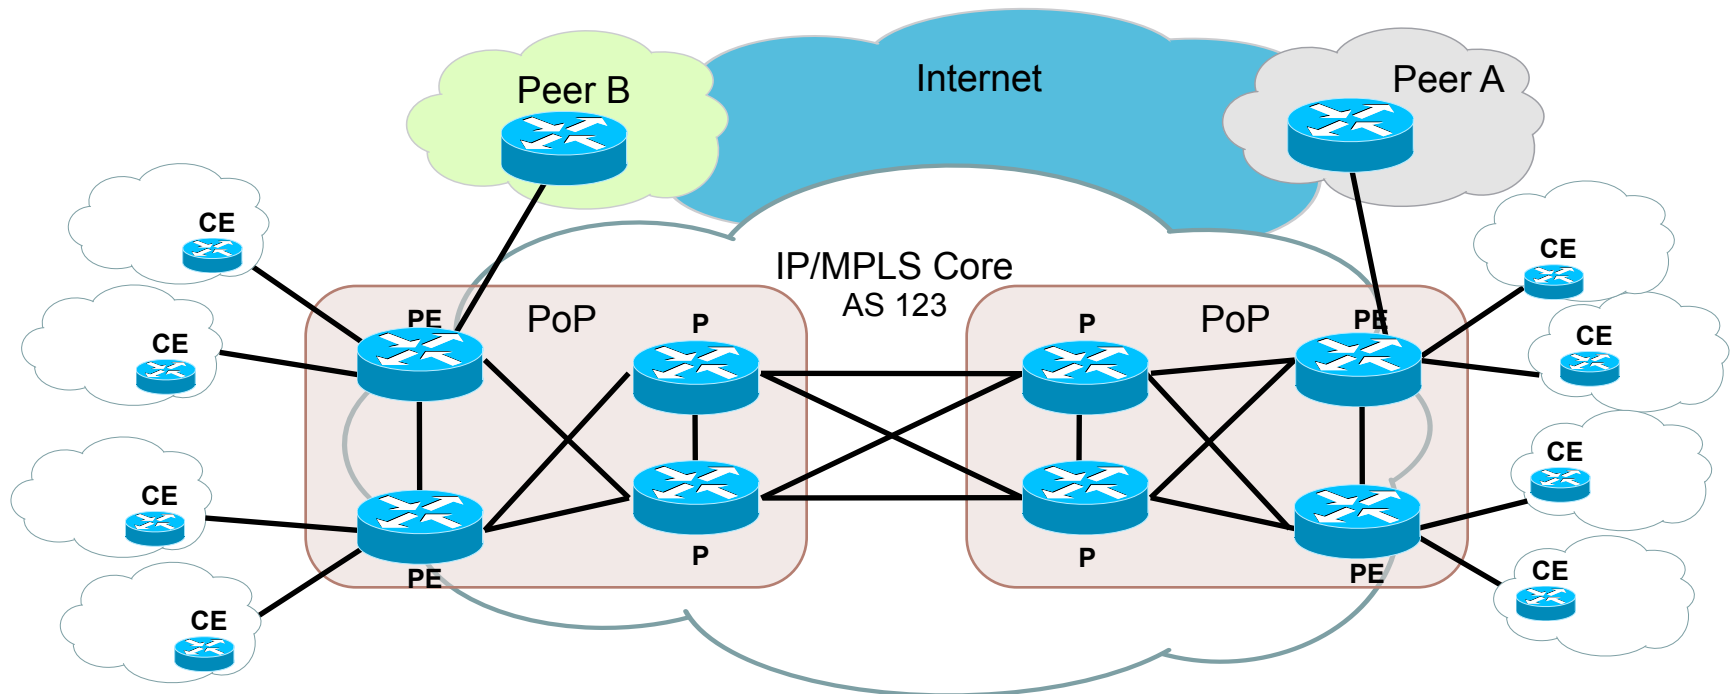 Internet
Peer A
Peer B
CE
CE
IP/MPLS Core
AS 123
PE
PoP
P
P
PoP
PE
CE
CE
CE
CE
PE
P
P
PE
CE
CE